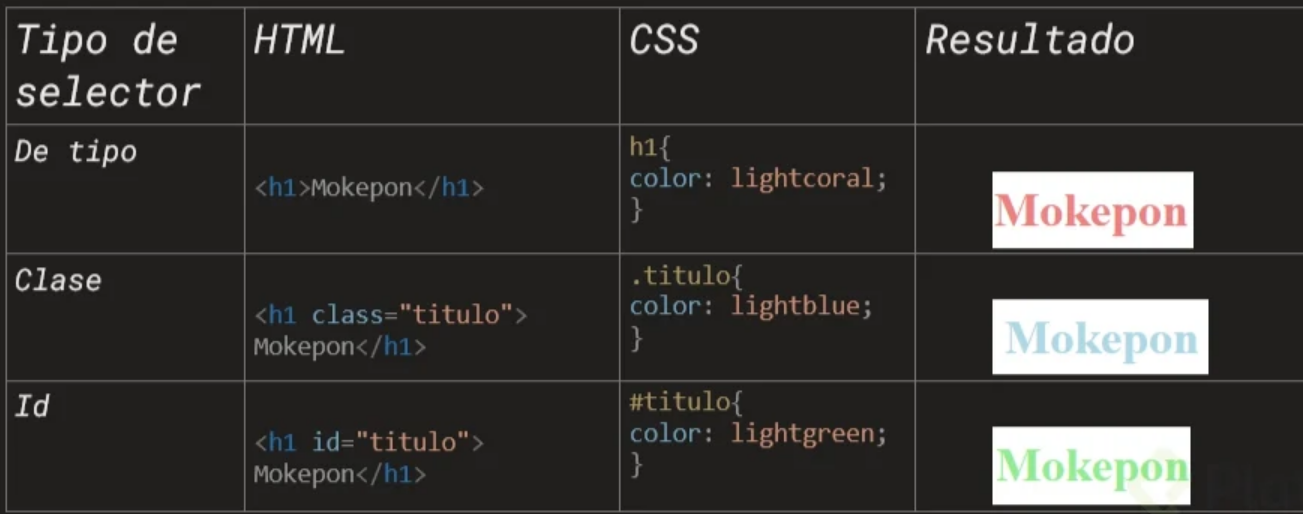 Tipo de
selector
HTML
CSS
Resultado
De tipo
<h1>Mokepon</h1>
h1{
color: lightcoral;
}
Mokepon
Clase
<h1 class="titulo">
Mokepon</h1>
.titulo{
color: lightblue;
}
Mokepon
Id
<h1 id="titulo">
Mokepon</h1>
#titulo{
color: lightgreen;
}
Mokepon